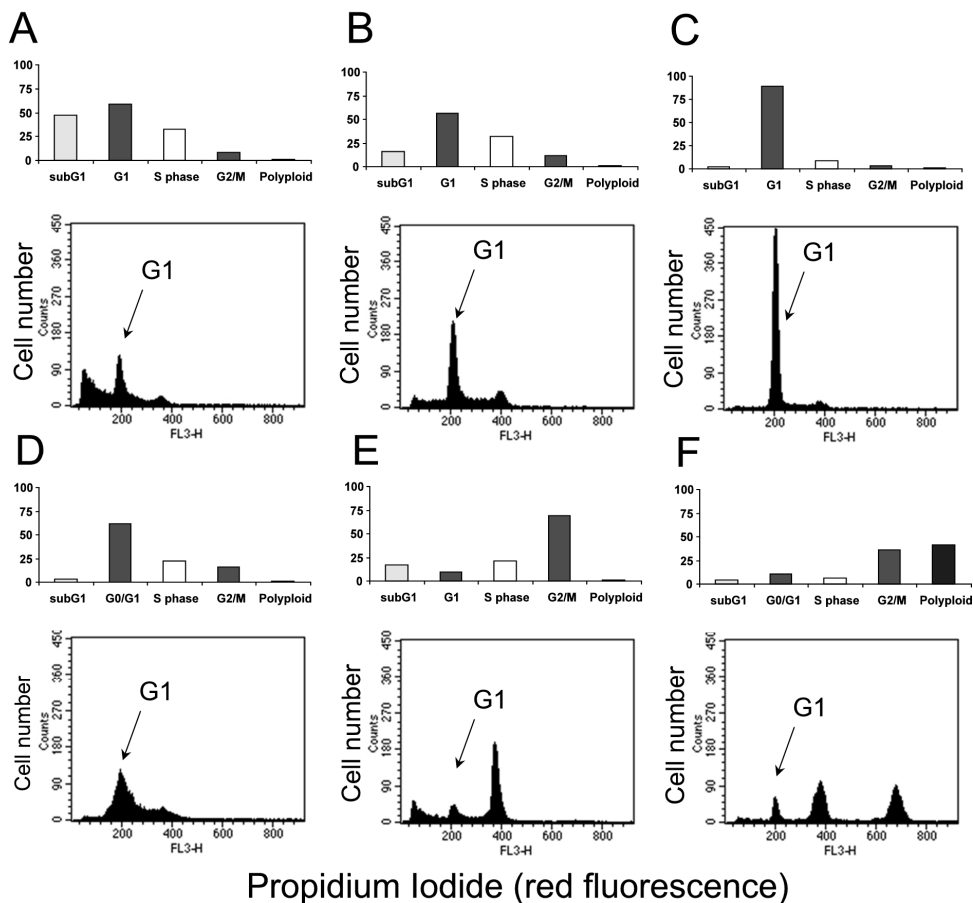 A
B
C
100
75
50
25
0
subG1 G1 S phase G2/M Polyploid
100
75
50
25
0
subG1 G1 S phase G2/M Polyploid
100
75
50
25
0
subG1 G1 S phase G2/M Polyploid
Cell number
Counts
450
360
270
180
90
0
G1
200 400 600 800
FL3-H
Cell number
Counts
450
360
270
180
90
0
G1
200 400 600 800
FL3-H
Cell number
Counts
450
360
270
180
90
0
G1
200 400 600 800
FL3-H
D
E
F
100
75
50
25
0
subG1 G0/G1 S phase G2/M Polyploid
100
75
50
25
0
subG1 G1 S phase G2/M Polyploid
100
75
50
25
0
subG1 G0/G1 S phase G2/M Polyploid
Cell number
Counts
450
360
270
180
90
0
G1
200 400 600 800
FL3-H
Cell number
Counts
450
360
270
180
90
0
G1
200 400 600 800
FL3-H
Cell number
Counts
450
360
270
180
90
0
G1
200 400 600 800
FL3-H
Propidium Iodide (red fluorescence)